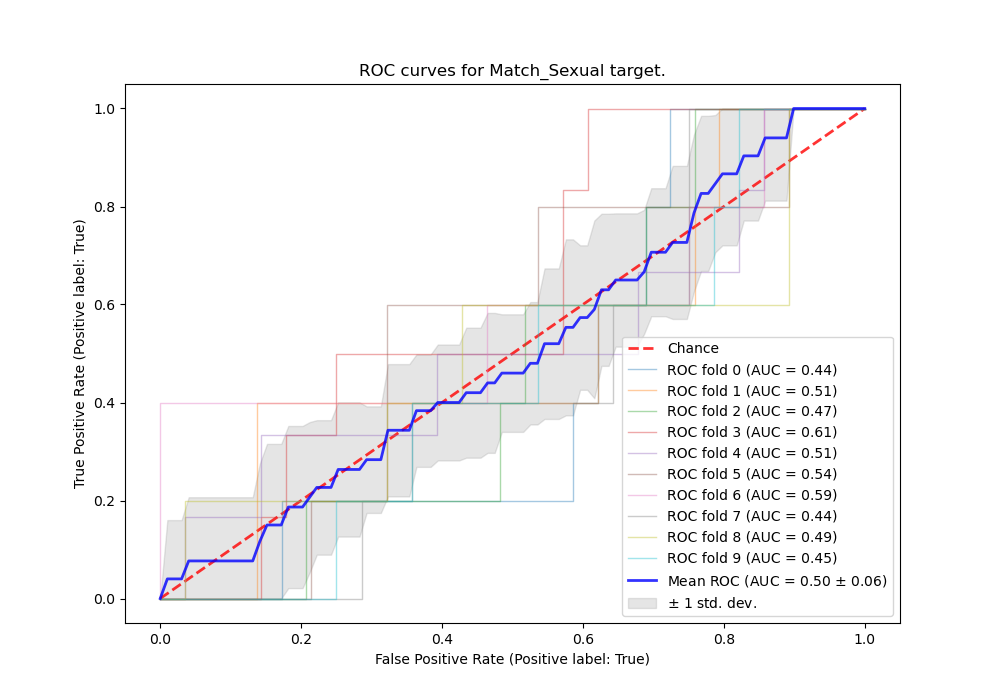 ROC curves for Match_Sexual target.
True Positive Rate (Positive label: True)
1.0
0.8
0.6
0.4
0.2
0.0
Chance
ROC fold 0 (AUC = 0.44)
ROC fold 1 (AUC = 0.51)
ROC fold 2 (AUC = 0.47)
ROC fold 3 (AUC = 0.61)
ROC fold 4 (AUC = 0.51)
ROC fold 5 (AUC = 0.54)
ROC fold 6 (AUC = 0.59)
ROC fold 7 (AUC = 0.44)
ROC fold 8 (AUC = 0.49)
ROC fold 9 (AUC = 0.45)
Mean ROC (AUC = 0.50 ± 0.06)
± 1 std. dev.
0.0 0.2 0.4 0.6 0.8 1.0
False Positive Rate (Positive label: True)